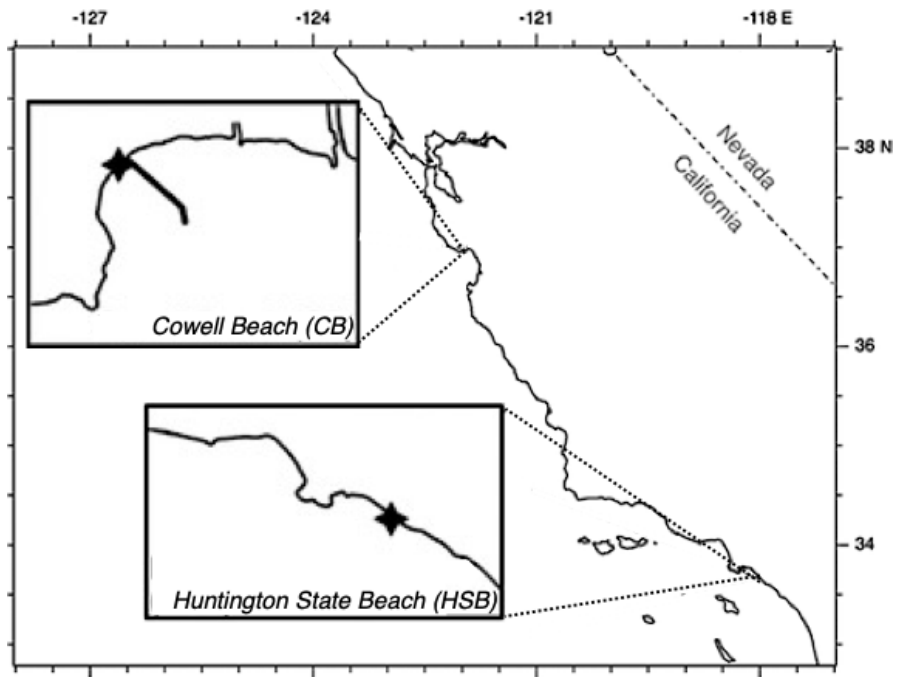 -127 -124 -121 -118 E
38 N
Nevada
California
Cowell Beach (CB)
36
34
Huntington State Beach (HSB)